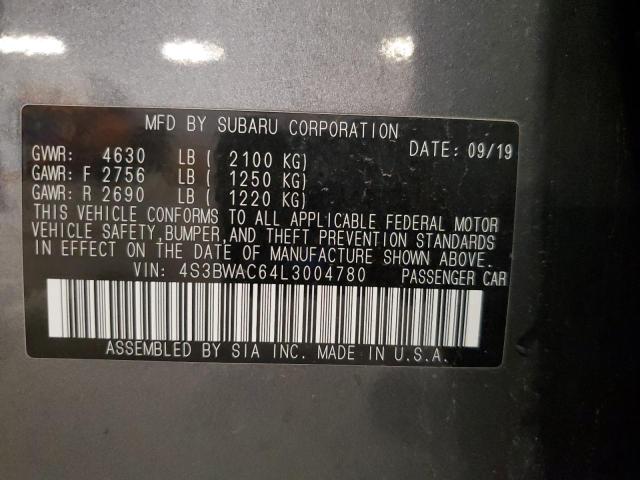 MFD BY SUBARU CORPORATION
GVWR: 4630 LB ( 2100 KG) DATE: 09/19
GAWR: F 2756 LB ( 1250 KG)
GAWR: R 2690 LB ( 1220 KG)
THIS VEHICLE CONFORMS TO ALL APPLICABLE FEDERAL MOTOR
VEHICLE SAFETY, BUMPER, AND THEFT PREVENTION STANDARDS
IN EFFECT ON THE DATE OF MANUFACTURE SHOWN ABOVE.
VIN: 4S3BWAC64L3004780 PASSENGER CAR
ASSEMBLED BY SIA INC. MADE IN U.S.A.